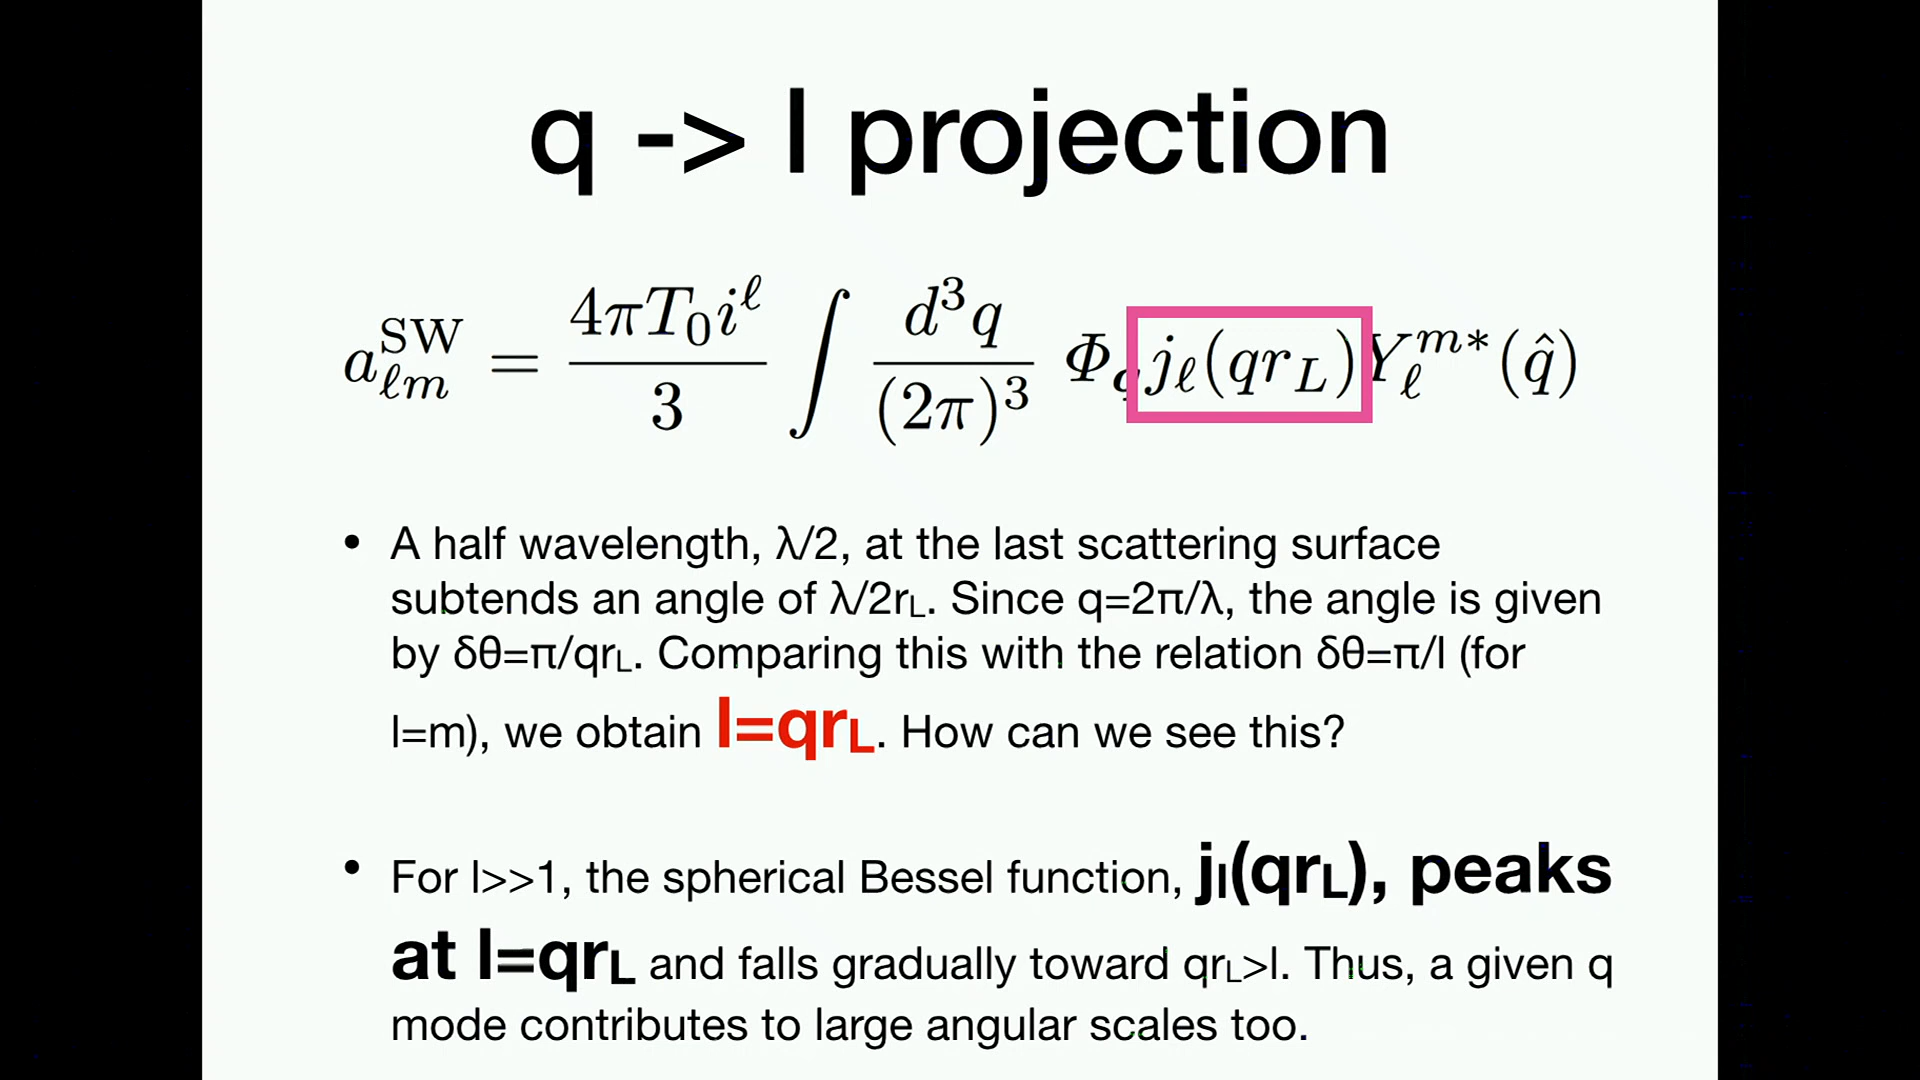 q -> l projection
a_{ℓm}^{SW} = \frac{4πT_0 i^ℓ}{3} ∫ \frac{d^3q}{(2π)^3} Φ_q j_ℓ(qr_L) Y_ℓ^{m*}(\hat{q})
• A half wavelength, λ/2, at the last scattering surface
subtends an angle of λ/2rL. Since q=2π/λ, the angle is given
by δθ=π/qrL. Comparing this with the relation δθ=π/l (for
l=m), we obtain l=qrL. How can we see this?
• For l>>1, the spherical Bessel function, jl(qrL), peaks
at l=qrL and falls gradually toward qrL>l. Thus, a given q
mode contributes to large angular scales too.